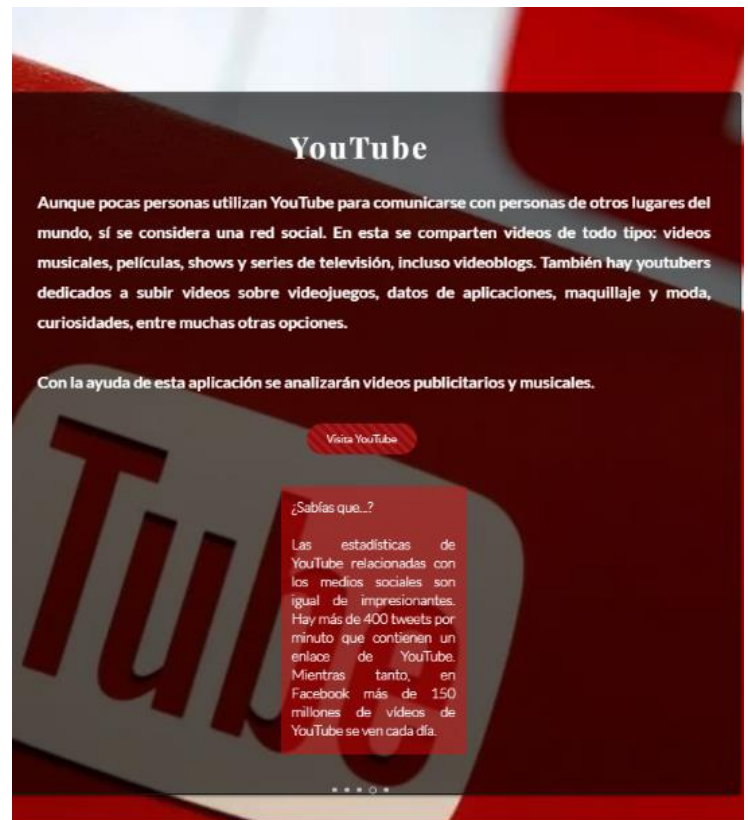 YouTube
Aunque pocas personas utilizan YouTube para comunicarse con personas de otros lugares del
mundo, sí se considera una red social. En esta se comparten videos de todo tipo: videos
musicales, películas, shows y series de televisión, incluso videoblogs. También hay youtubers
dedicados a subir videos sobre videojuegos, datos de aplicaciones, maquillaje y moda,
curiosidades, entre muchas otras opciones.
Con la ayuda de esta aplicación se analizarán videos publicitarios y musicales.
Visita YouTube
¿Sabías que...?
Las estadísticas de
YouTube relacionadas con
los medios sociales son
igual de impresionantes.
Hay más de 400 tweets por
minuto que contienen un
enlace de YouTube.
Mientras tanto, en
Facebook más de 150
millones de vídeos de
YouTube se ven cada día.
Tube